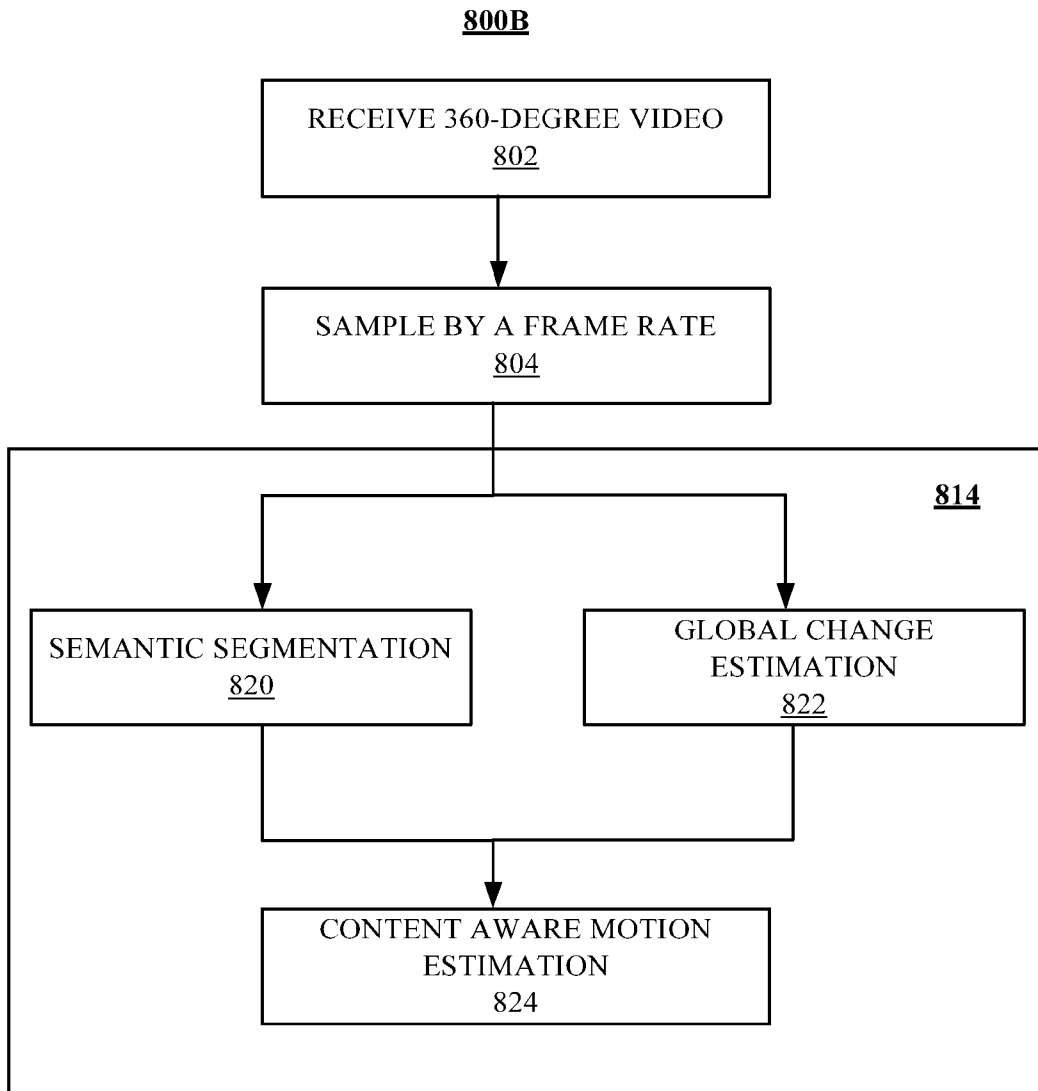 800B
RECEIVE 360-DEGREE VIDEO
802
SAMPLE BY A FRAME RATE
804
814
SEMANTIC SEGMENTATION
820
GLOBAL CHANGE
ESTIMATION
822
CONTENT AWARE MOTION
ESTIMATION
824